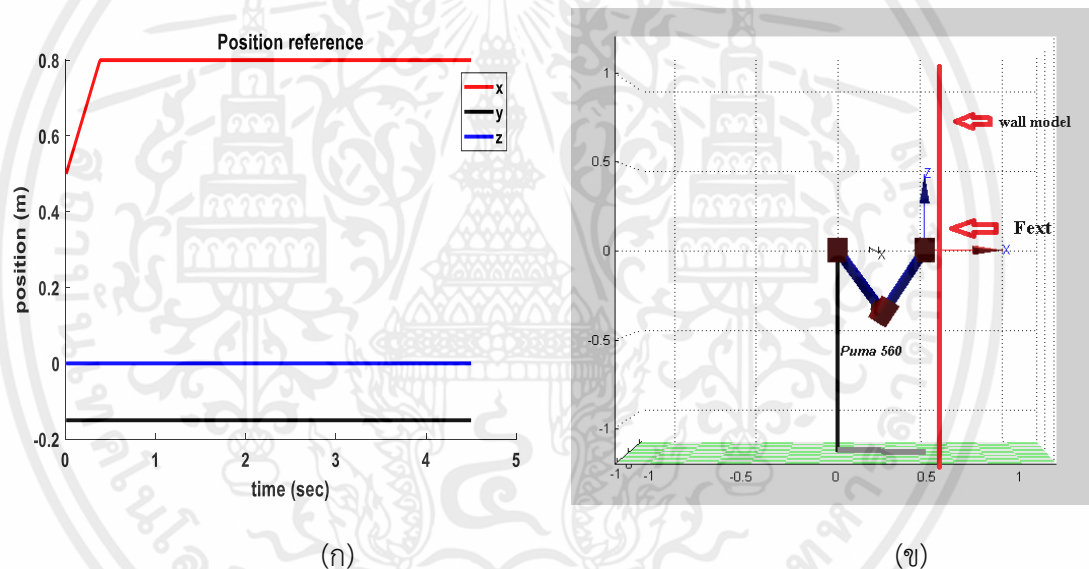 Position reference
0.8
0.6
0.4
0.2
0
-0.2
0
1
2
3
4
5
position (m)
time (sec)
x
y
z
1
0.5
0
-0.5
-1
-1
-1
-0.5
0
0.5
1
wall model
Fext
Z
X
Z
X
Puma 560
(ก)
(ข)